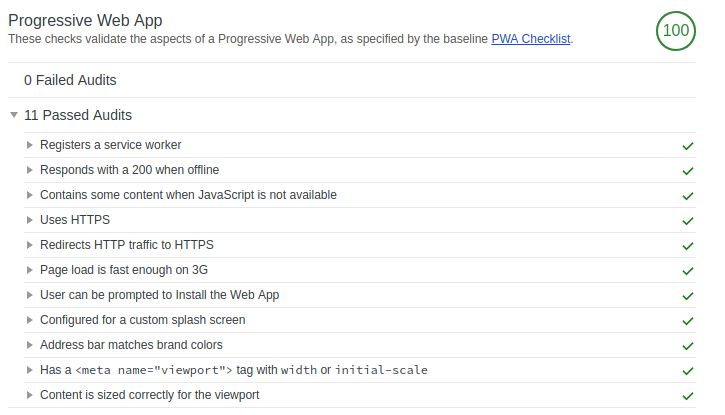 Progressive Web App
100
These checks validate the aspects of a Progressive Web App, as specified by the baseline PWA Checklist.
0 Failed Audits
11 Passed Audits
Registers a service worker
Responds with a 200 when offline
Contains some content when JavaScript is not available
Uses HTTPS
Redirects HTTP traffic to HTTPS
Page load is fast enough on 3G
User can be prompted to Install the Web App
Configured for a custom splash screen
Address bar matches brand colors
Has a <meta name="viewport"> tag with width or initial-scale
Content is sized correctly for the viewport